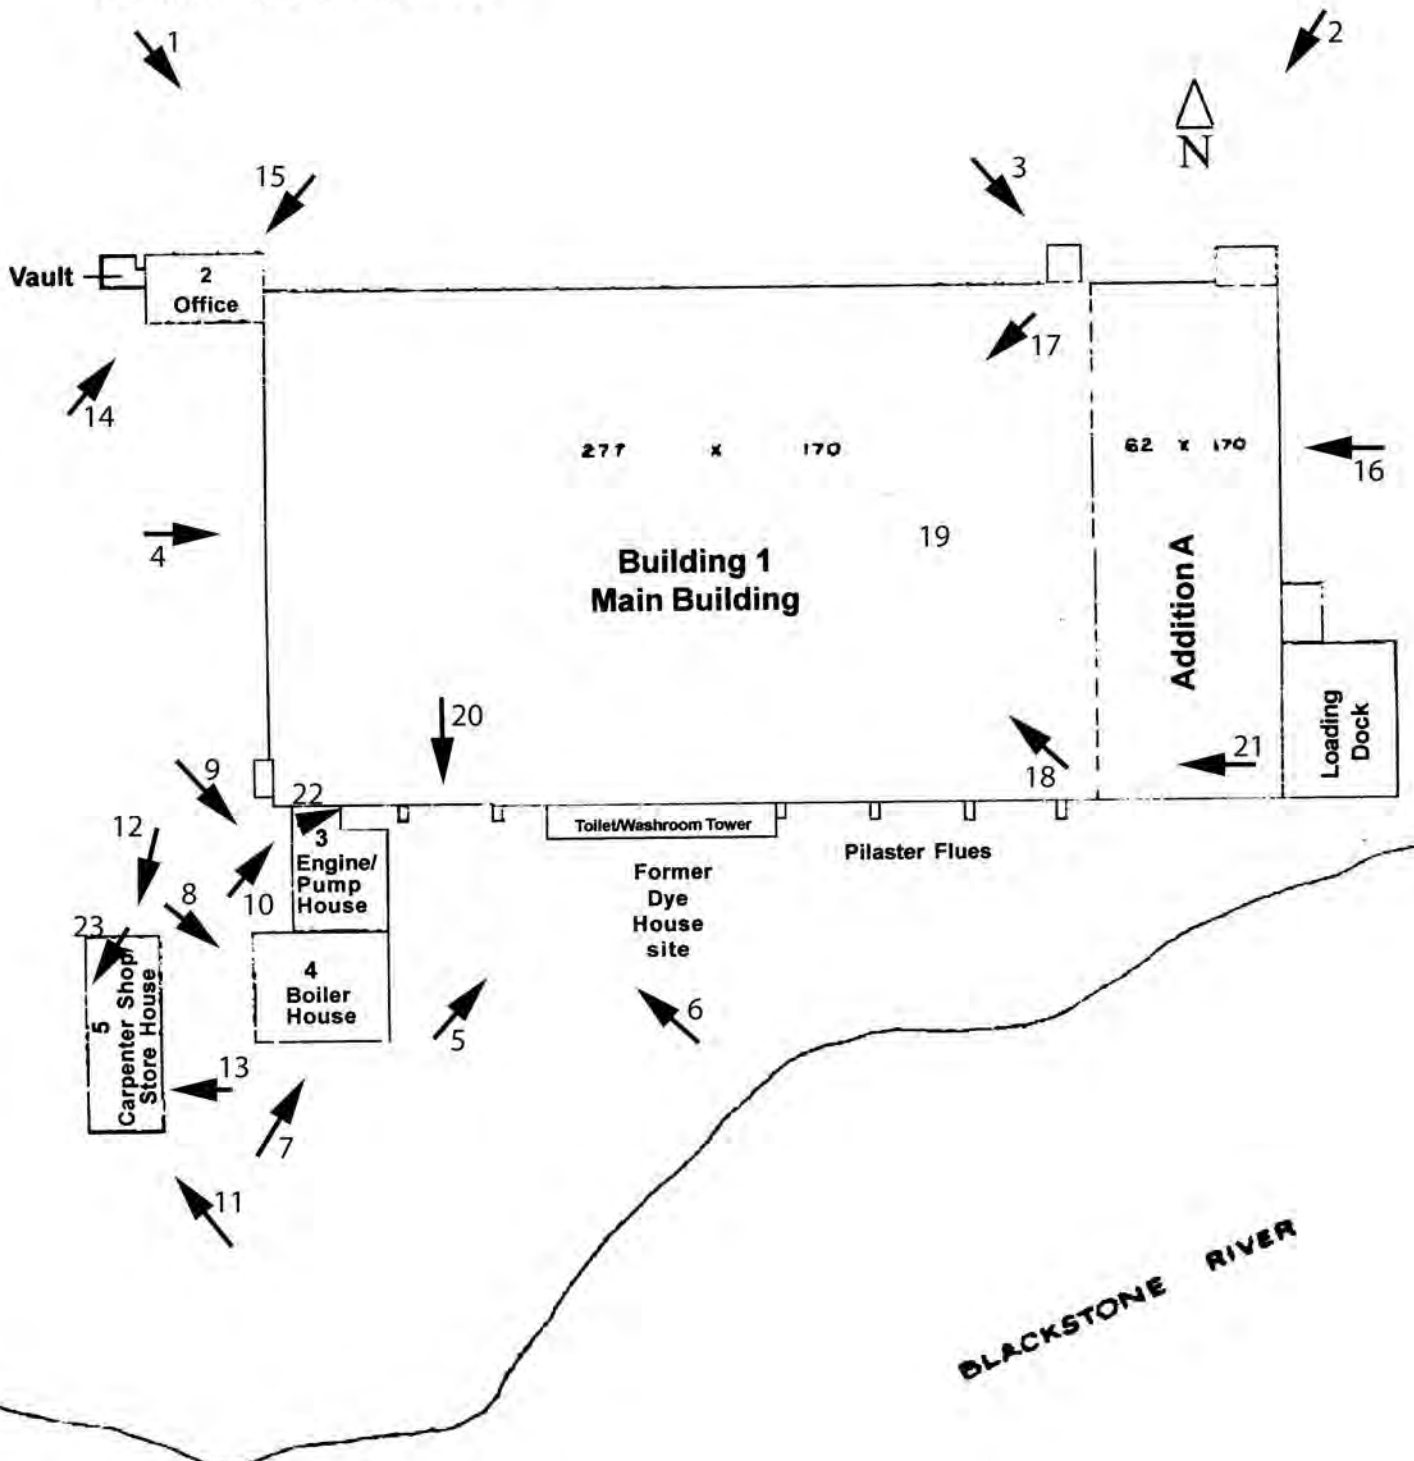 1
2
N
15
3
Vault
2
Office
17
14
277 x 170
62 x 170
16
4
19
Building 1
Main Building
Addition A
20
9
18
21
Loading
Dock
22
12
3
Engine/
Pump
House
Toilet/Washroom Tower
Pilaster Flues
8
10
Former
Dye
House
site
23
5
Carpenter Shop/
Store House
4
Boiler
House
5
6
13
7
11
BLACKSTONE RIVER